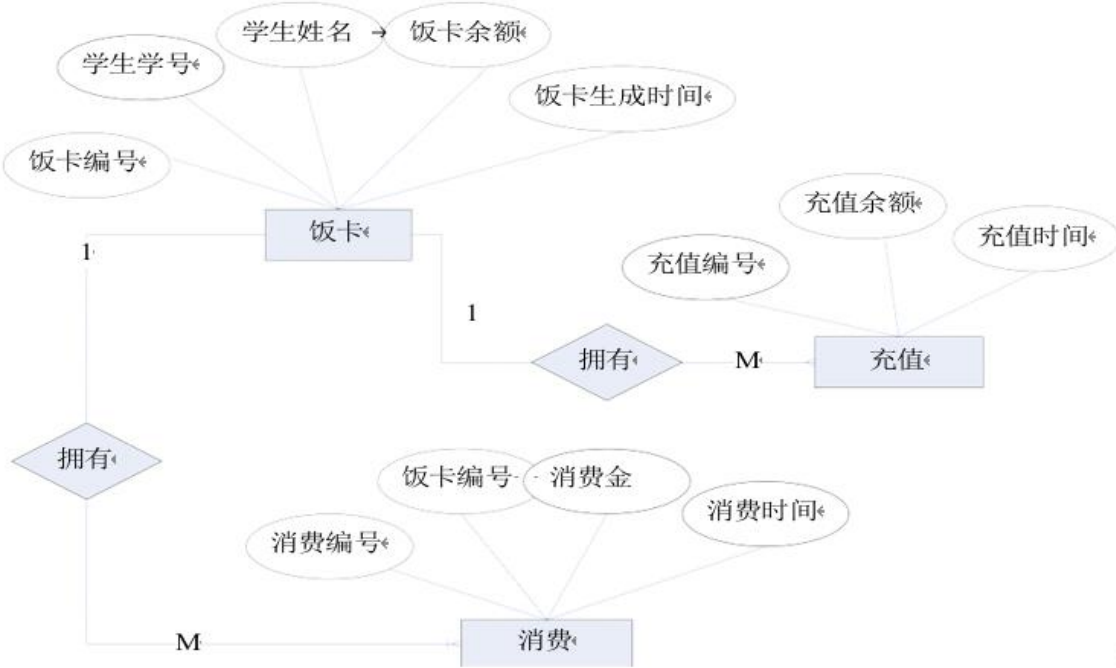 学生姓名
饭卡余额
学生学号
饭卡生成时间
饭卡编号
充值余额
饭卡
充值时间
1
充值编号
1
拥有
M
充值
拥有
饭卡编号
消费金
消费时间
消费编号
M
消费